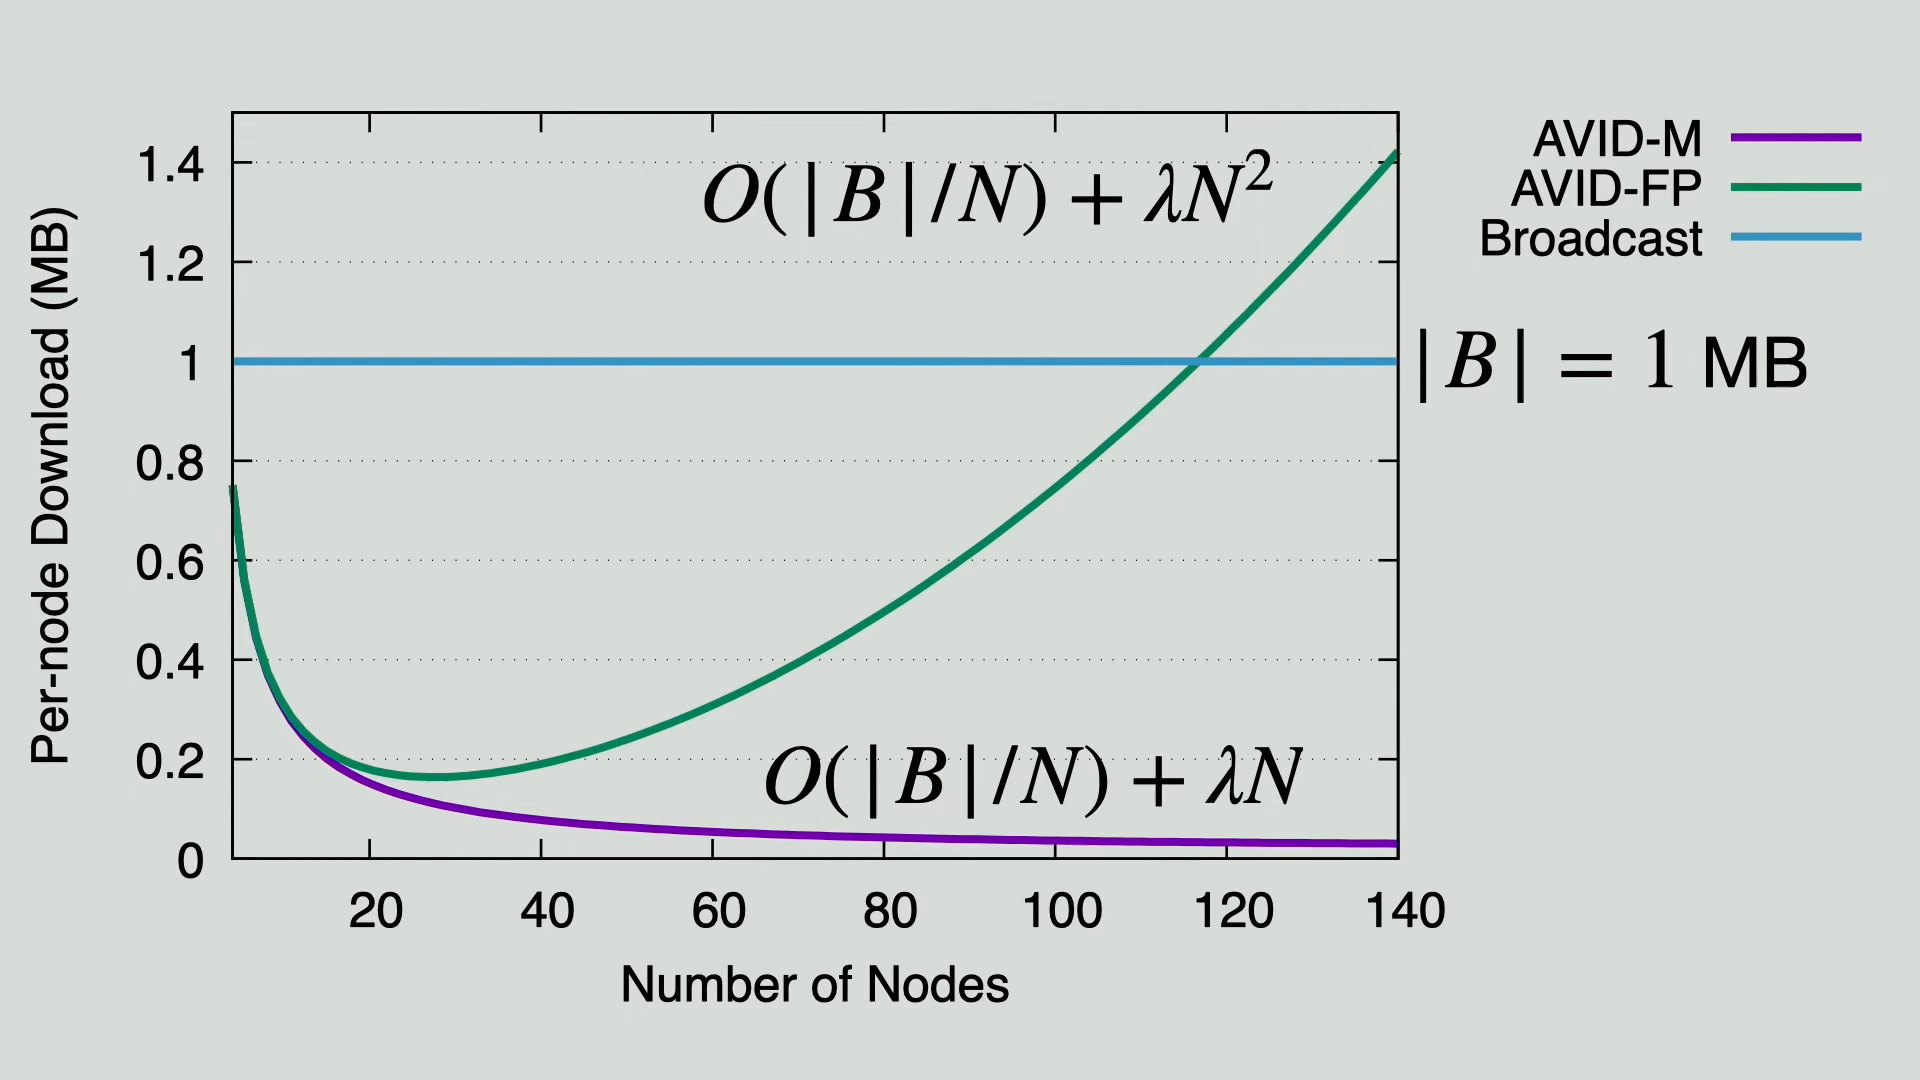 AVID-M
AVID-FP
Broadcast
O(|B|/N) + λN²
|B| = 1 MB
O(|B|/N) + λN
1.4
1.2
1
0.8
0.6
0.4
0.2
0
Per-node Download (MB)
20 40 60 80 100 120 140
Number of Nodes